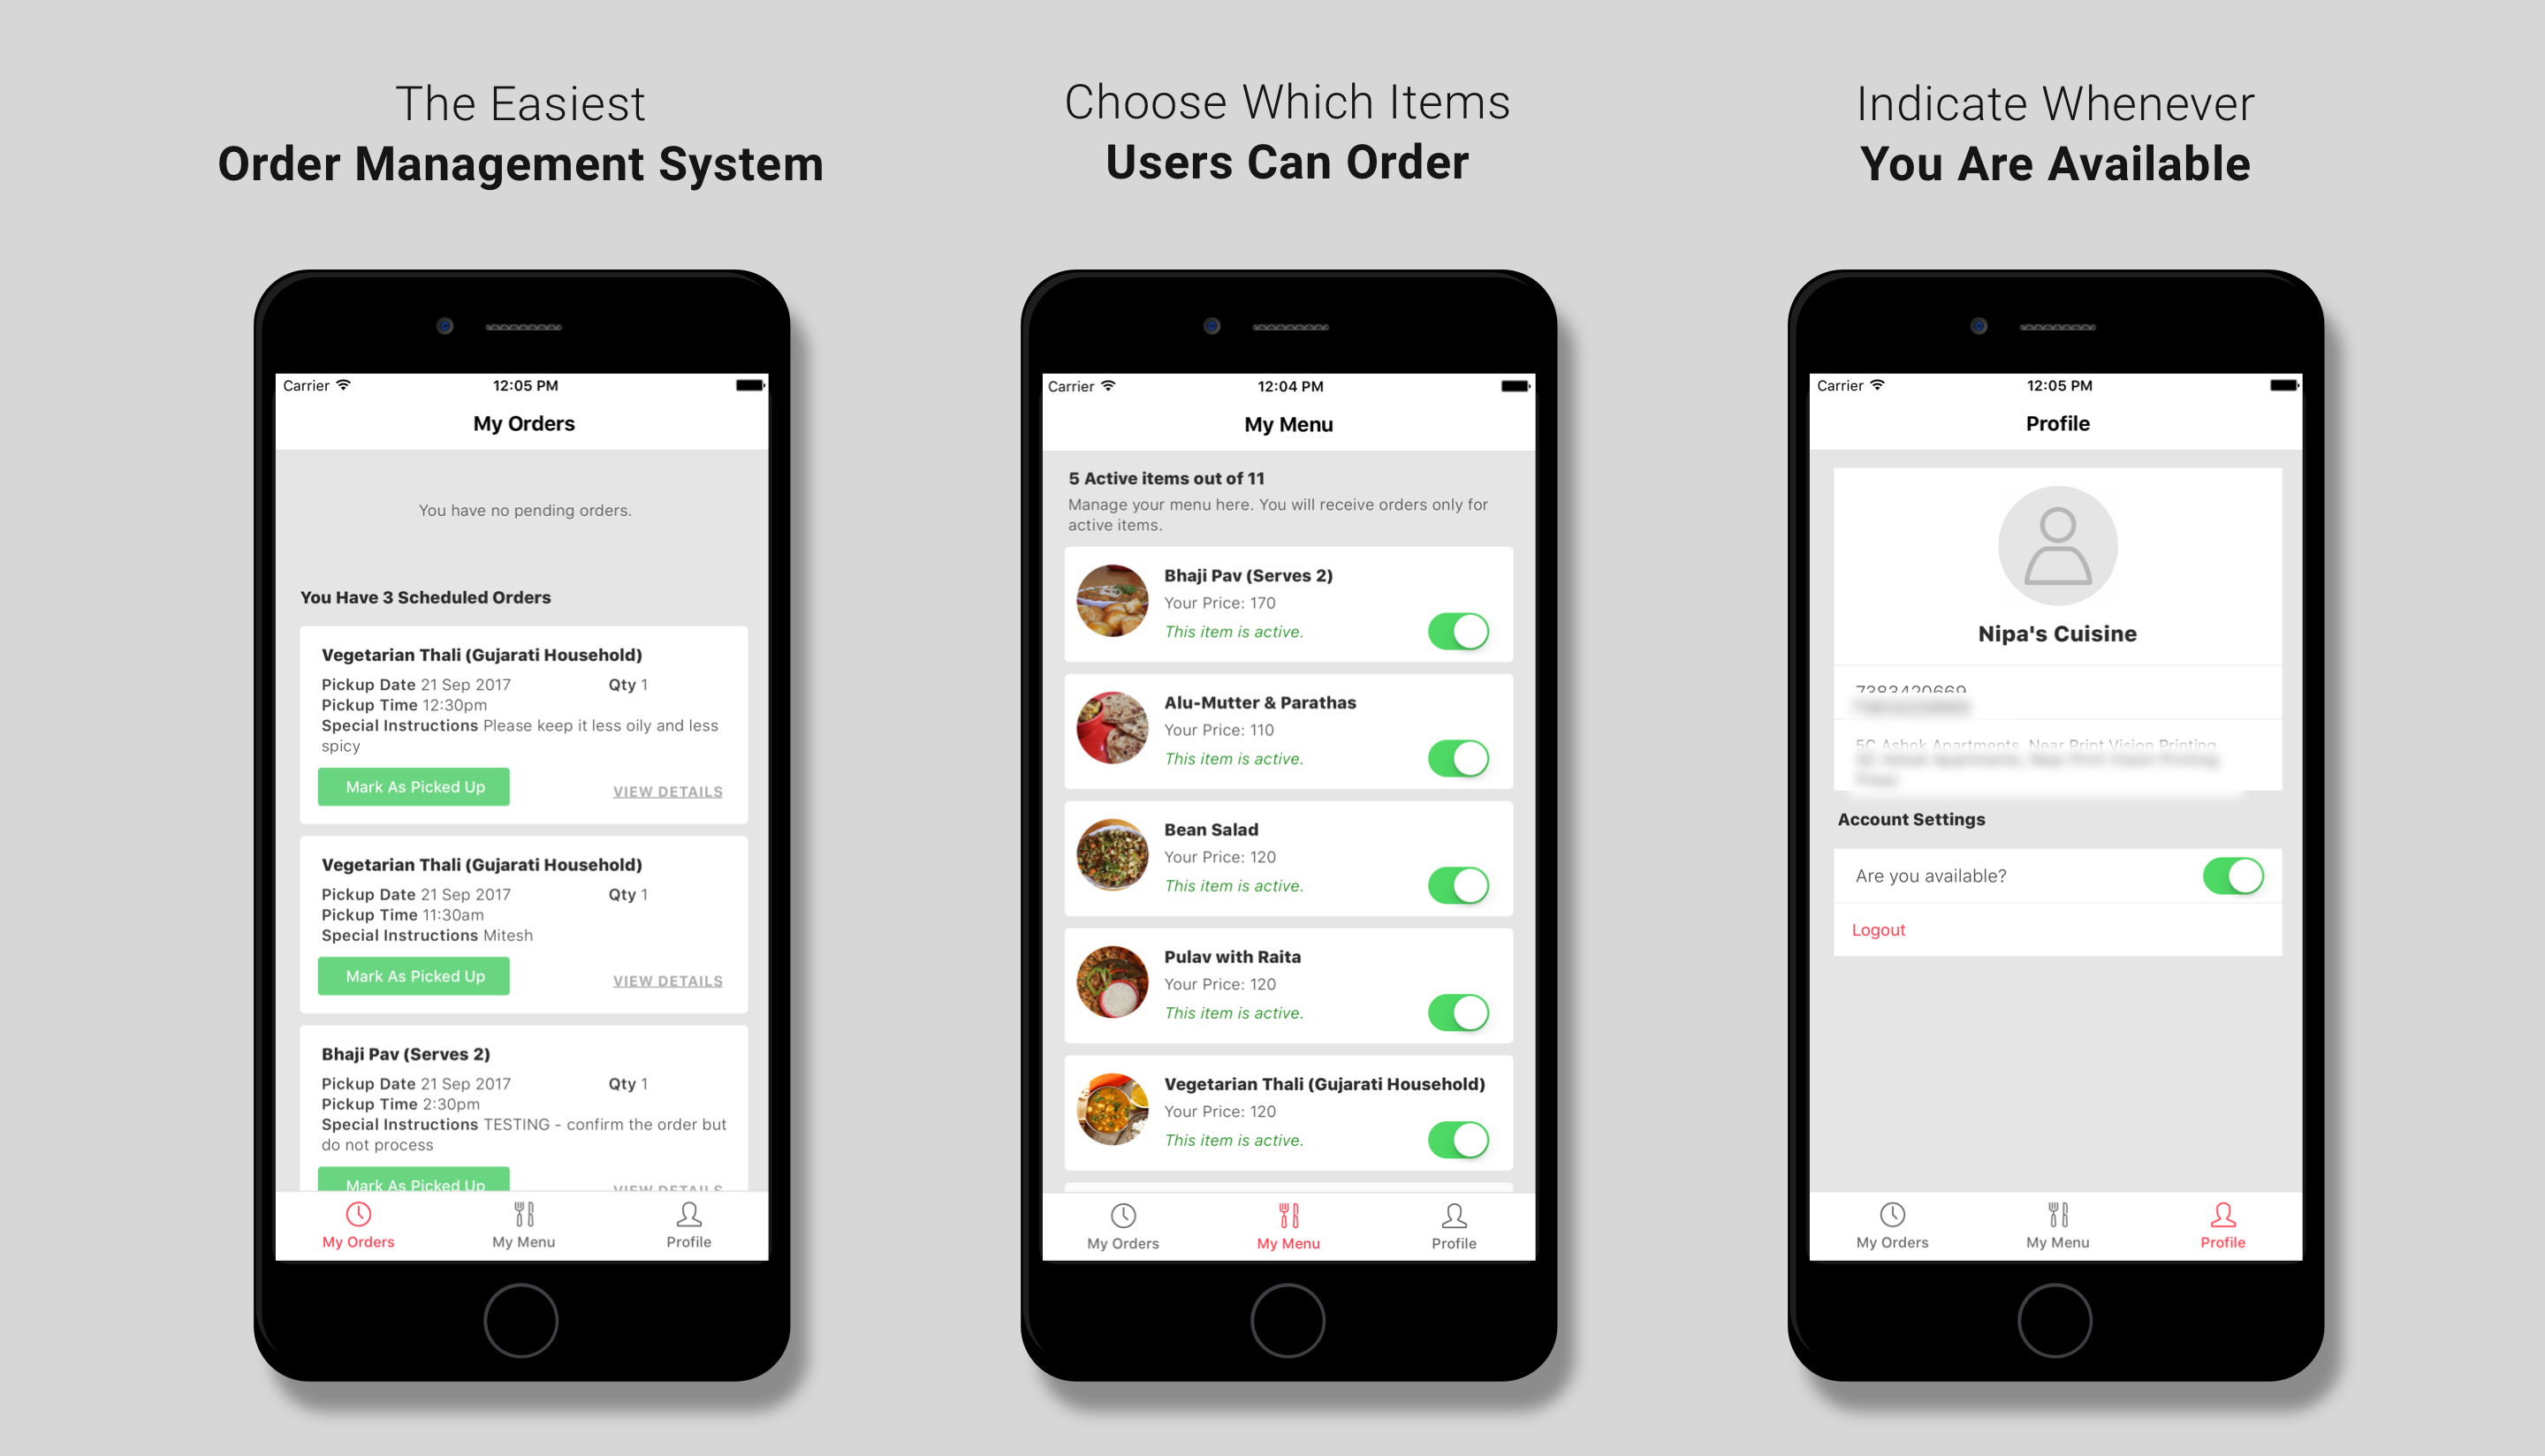 The Easiest
Order Management System
Carrier
12:05 PM
My Orders
You have no pending orders.
You Have 3 Scheduled Orders
Vegetarian Thali (Gujarati Household)
Pickup Date 21 Sep 2017 Qty 1
Pickup Time 12:30pm
Special Instructions Please keep it less oily and less
spicy
Mark As Picked Up VIEW DETAILS
Vegetarian Thali (Gujarati Household)
Pickup Date 21 Sep 2017 Qty 1
Pickup Time 11:30am
Special Instructions Mitesh
Mark As Picked Up VIEW DETAILS
Bhaji Pav (Serves 2)
Pickup Date 21 Sep 2017 Qty 1
Pickup Time 2:30pm
Special Instructions TESTING - confirm the order but
do not process
Mark As Picked Up VIEW DETAILS
My Orders My Menu Profile
Choose Which Items
Users Can Order
Carrier
12:04 PM
My Menu
5 Active items out of 11
Manage your menu here. You will receive orders only for
active items.
Bhaji Pav (Serves 2)
Your Price: 170
This item is active.
Alu-Mutter & Parathas
Your Price: 110
This item is active.
Bean Salad
Your Price: 120
This item is active.
Pulav with Raita
Your Price: 120
This item is active.
Vegetarian Thali (Gujarati Household)
Your Price: 120
This item is active.
My Orders My Menu Profile
Indicate Whenever
You Are Available
Carrier
12:05 PM
Profile
Nipa's Cuisine
Account Settings
Are you available?
Logout
My Orders My Menu Profile